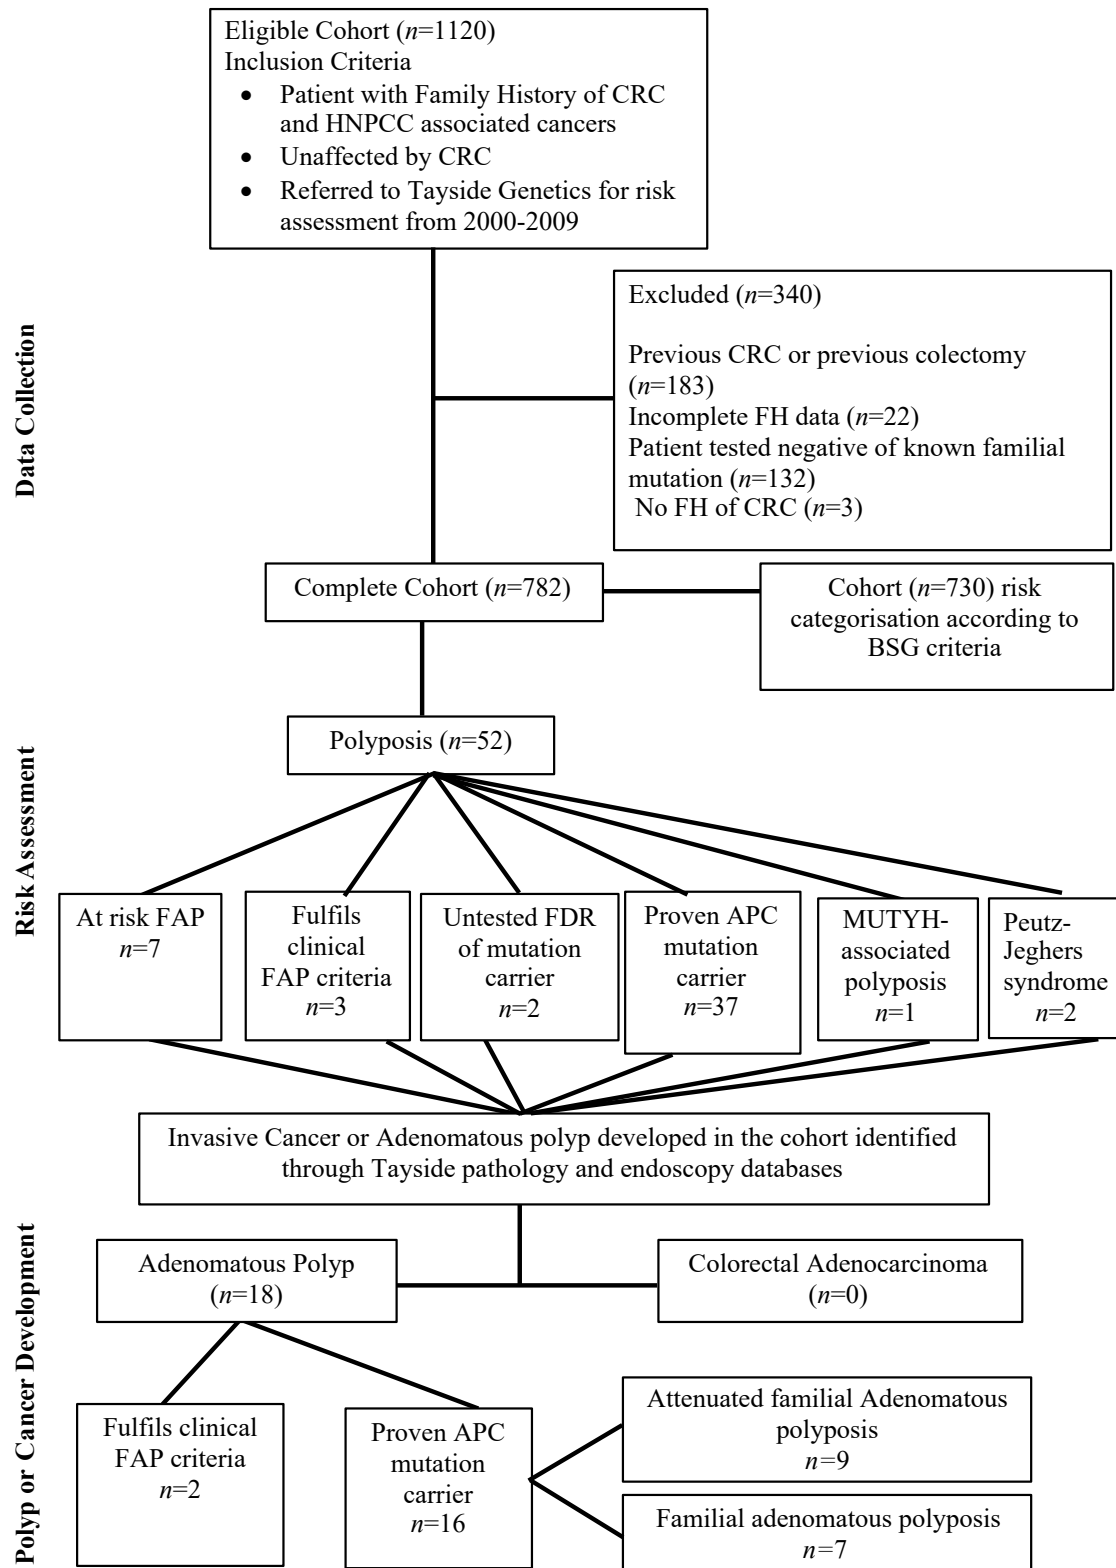 Eligible Cohort (n=1120)
Inclusion Criteria
• Patient with Family History of CRC
and HNPCC associated cancers
• Unaffected by CRC
• Referred to Tayside Genetics for risk
assessment from 2000-2009
Data Collection
Excluded (n=340)
Previous CRC or previous colectomy
(n=183)
Incomplete FH data (n=22)
Patient tested negative of known familial
mutation (n=132)
No FH of CRC (n=3)
Complete Cohort (n=782)
Cohort (n=730) risk
categorisation according to
BSG criteria
Risk Assessment
Polyposis (n=52)
At risk FAP
n=7
Fulfils
clinical
FAP criteria
n=3
Untested FDR
of mutation
carrier
n=2
Proven APC
mutation
carrier
n=37
MUTYH-
associated
polyposis
n=1
Peutz-
Jeghers
syndrome
n=2
Invasive Cancer or Adenomatous polyp developed in the cohort identified
through Tayside pathology and endoscopy databases
Polyp or Cancer Development
Adenomatous Polyp
(n=18)
Colorectal Adenocarcinoma
(n=0)
Fulfils clinical
FAP criteria
n=2
Proven APC
mutation
carrier
n=16
Attenuated familial Adenomatous
polyposis
n=9
Familial adenomatous polyposis
n=7